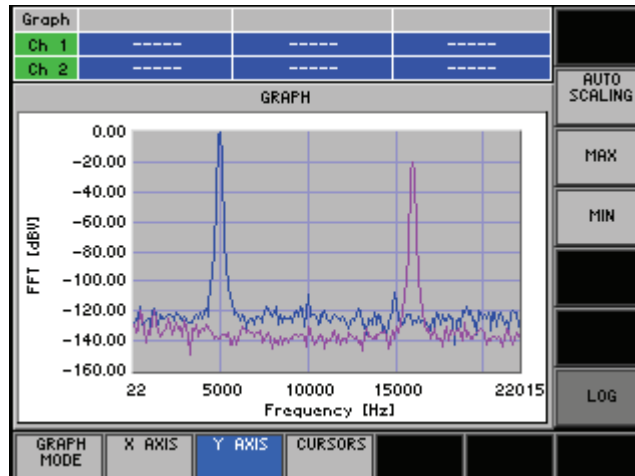 Graph
Ch 1 ----- ----- -----
Ch 2 ----- ----- -----
GRAPH
FFT [dBV]
0.00
-20.00
-40.00
-60.00
-80.00
-100.00
-120.00
-140.00
-160.00
22 5000 10000 15000 22015
Frequency [Hz]
AUTO
SCALING
MAX
MIN
LOG
GRAPH
MODE
X AXIS
Y AXIS
CURSORS